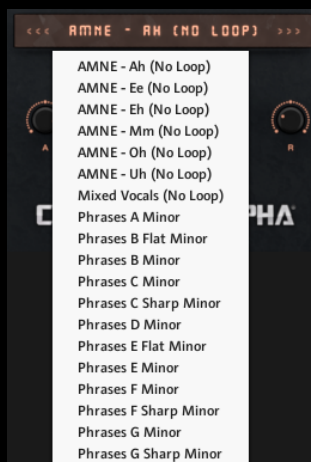 <<< AMNE - AH (NO LOOP) >>>
AMNE - Ah (No Loop)
AMNE - Ee (No Loop)
AMNE - Eh (No Loop)
AMNE - Mm (No Loop)
AMNE - Oh (No Loop)
AMNE - Uh (No Loop)
Mixed Vocals (No Loop)
Phrases A Minor
Phrases B Flat Minor
Phrases B Minor
Phrases C Minor
Phrases C Sharp Minor
Phrases D Minor
Phrases E Flat Minor
Phrases E Minor
Phrases F Minor
Phrases F Sharp Minor
Phrases G Minor
Phrases G Sharp Minor
A
R
C
PHA